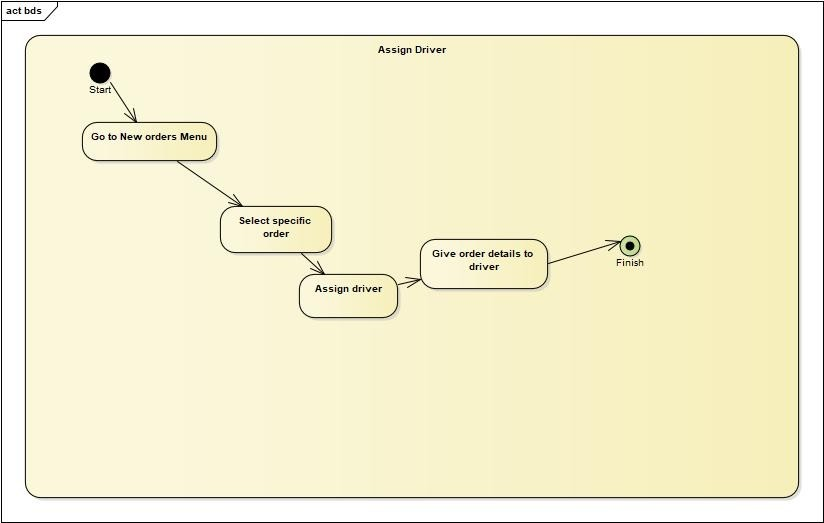 act bds
Assign Driver
Start
Go to New orders Menu
Select specific
order
Assign driver
Give order details to
driver
Finish